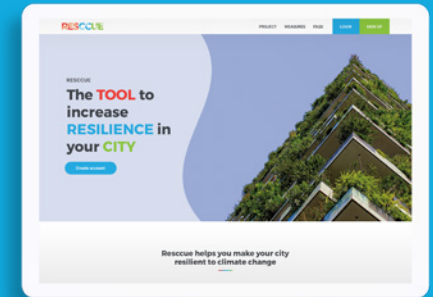 RESCCUE
PROJECT MEASURES FAQS LOGIN SIGN UP
RESCCUE
The TOOL to
increase
RESILIENCE in
your CITY
Create account
Resccue helps you make your city
resilient to climate change